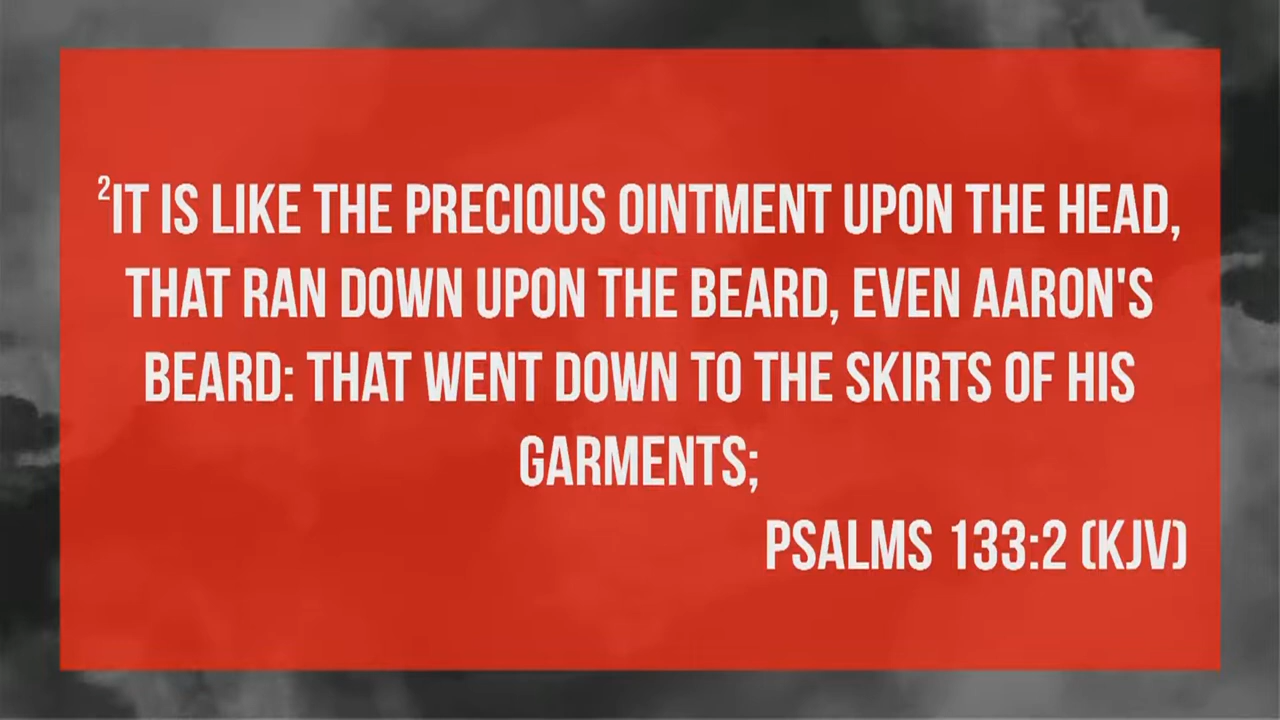 ²IT IS LIKE THE PRECIOUS OINTMENT UPON THE HEAD,
THAT RAN DOWN UPON THE BEARD, EVEN AARON'S
BEARD: THAT WENT DOWN TO THE SKIRTS OF HIS
GARMENTS;
PSALMS 133:2 (KJV)